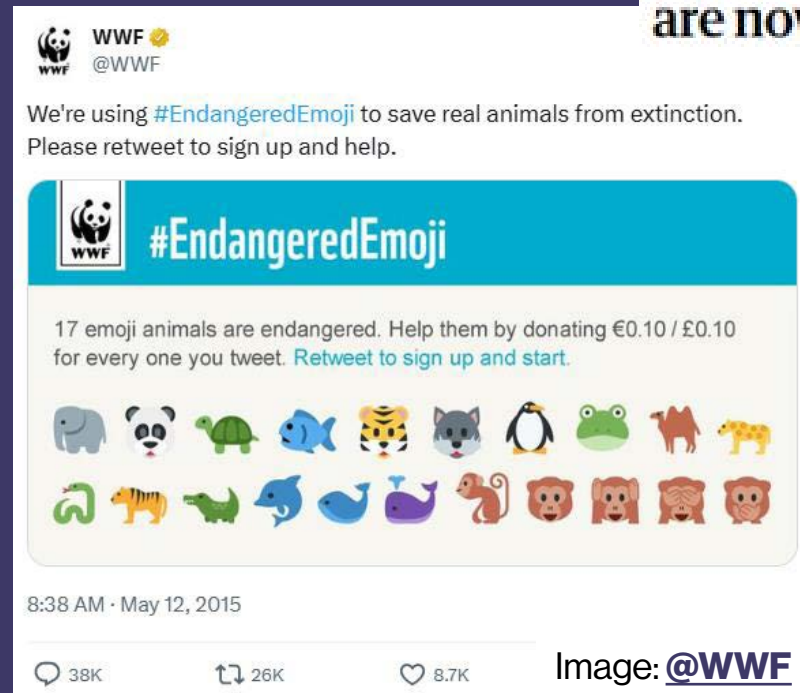 are now
WWF
@WWF
WWF
We're using #EndangeredEmoji to save real animals from extinction.
Please retweet to sign up and help.
WWF
#EndangeredEmoji
17 emoji animals are endangered. Help them by donating €0.10 / £0.10
for every one you tweet. Retweet to sign up and start.
8:38 AM · May 12, 2015
38K 26K 8.7K
Image: @WWF